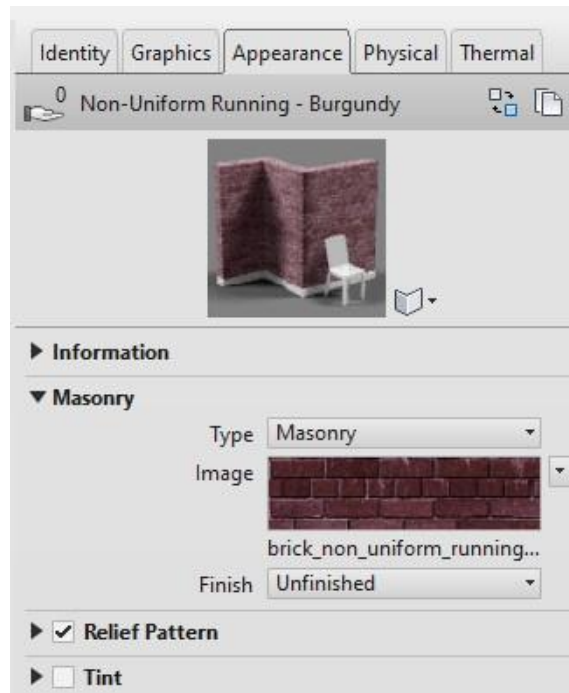 Identity Graphics Appearance Physical Thermal
0
Non-Uniform Running - Burgundy
Information
Masonry
Type Masonry
Image
brick_non_uniform_running...
Finish Unfinished
Relief Pattern
Tint